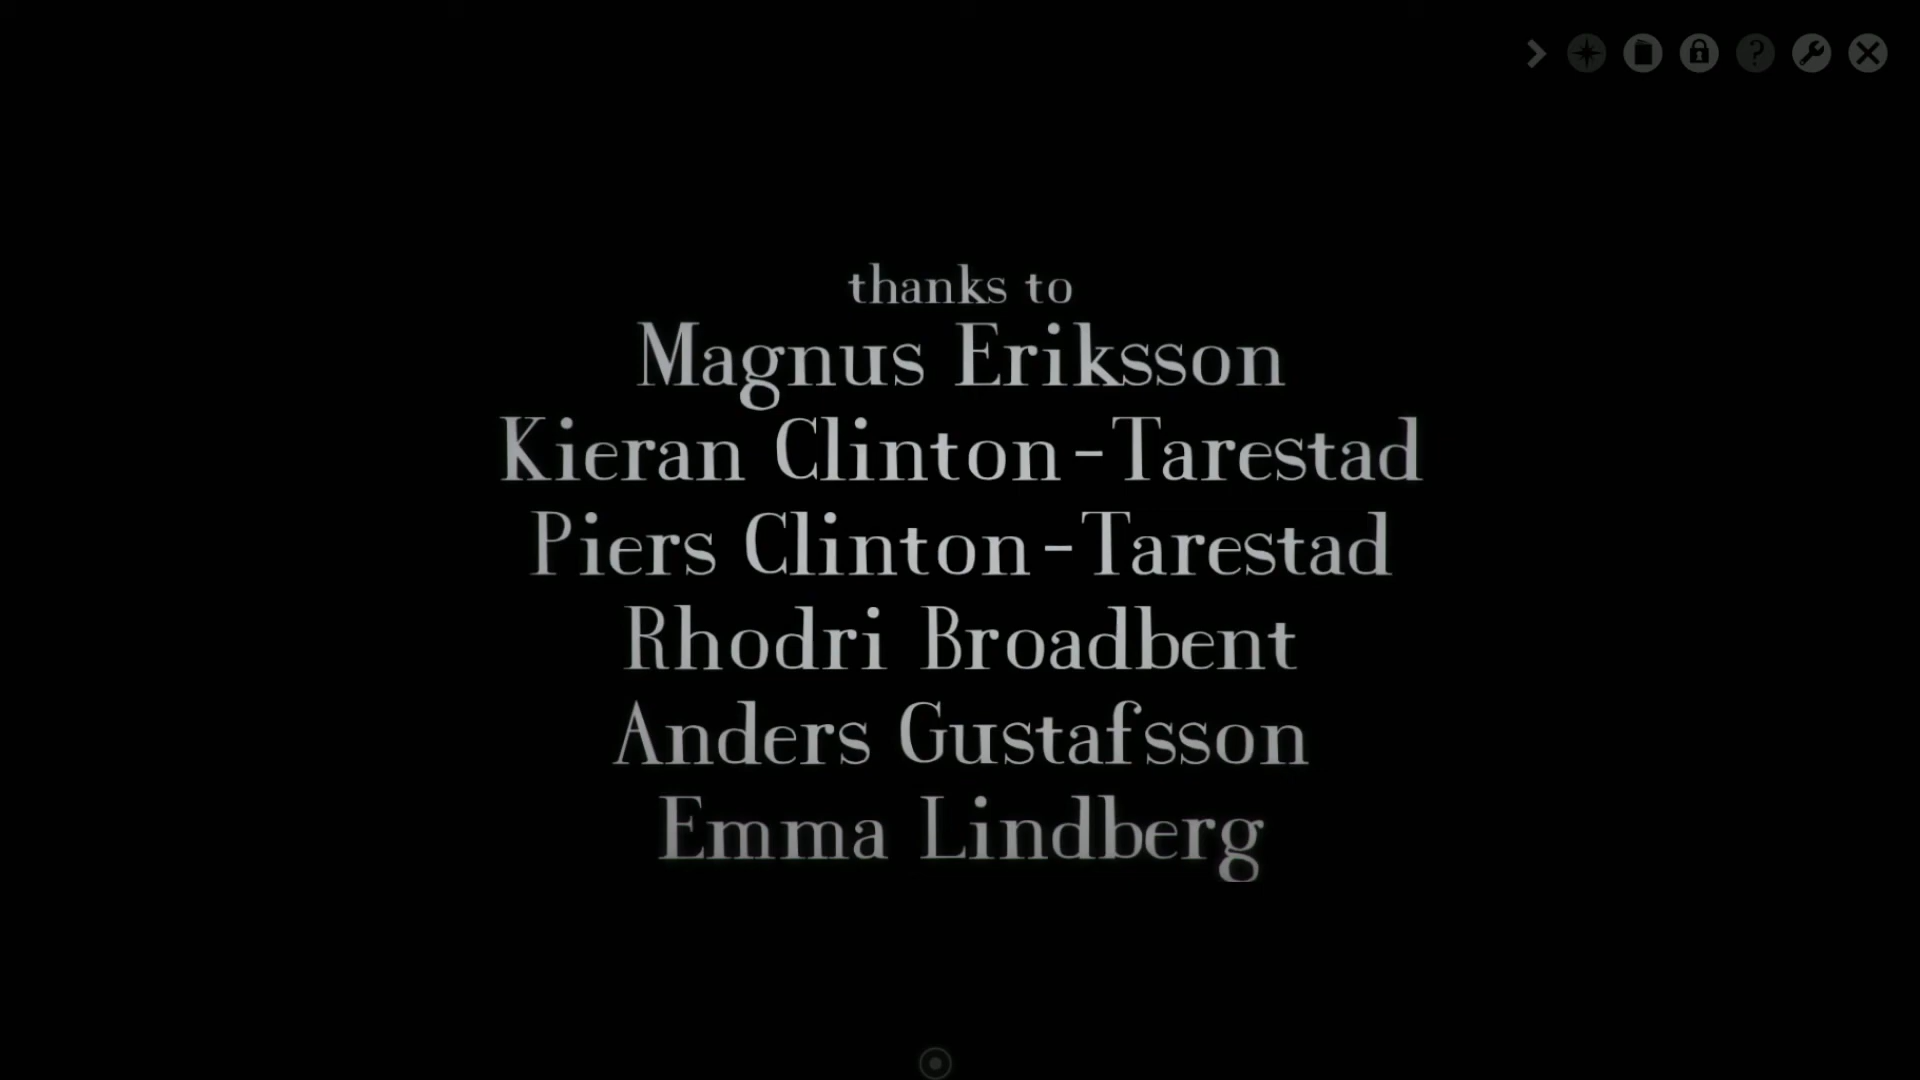 thanks to
Magnus Eriksson
Kieran Clinton-Tarestad
Piers Clinton-Tarestad
Rhodri Broadbent
Anders Gustafsson
Emma Lindberg